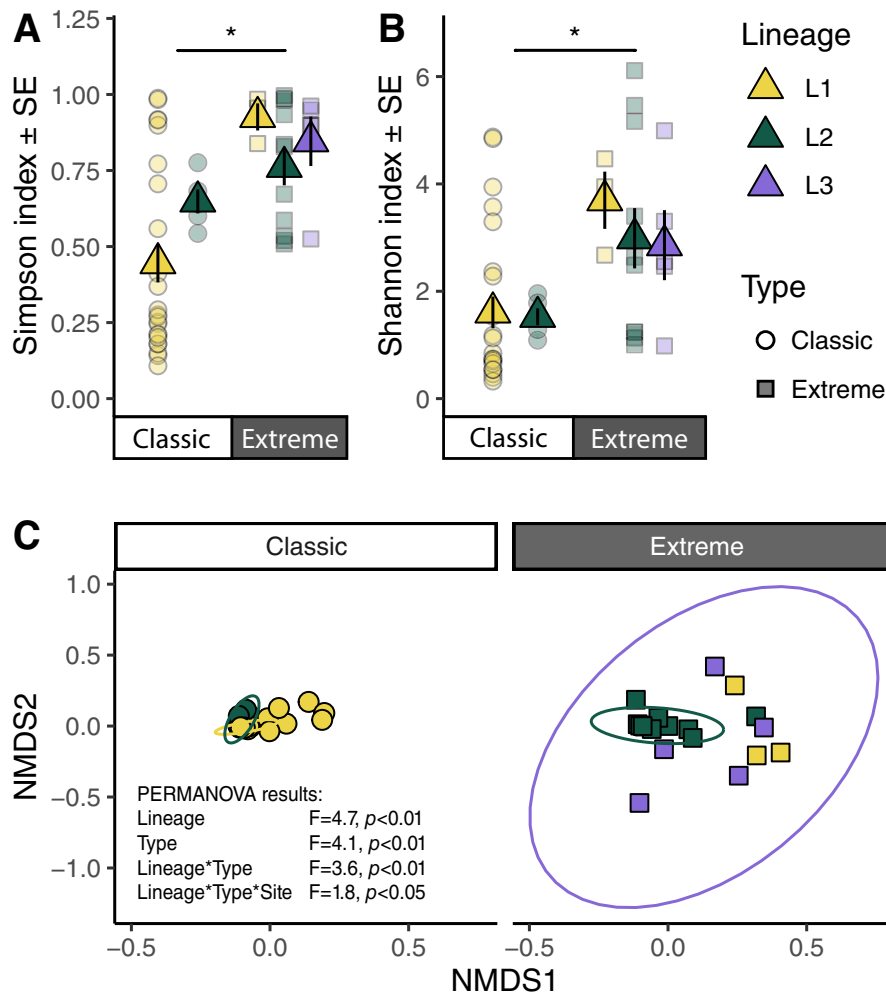 A
Simpson index ± SE
1.25
1.00
0.75
0.50
0.25
0.00
*
Classic
Extreme
B
Shannon index ± SE
6
4
2
0
*
Classic
Extreme
Lineage
L1
L2
L3
Type
Classic
Extreme
C
Classic
Extreme
NMDS2
1.0
0.5
0.0
−0.5
−1.0
PERMANOVA results:
Lineage F=4.7, p<0.01
Type F=4.1, p<0.01
Lineage*Type F=3.6, p<0.01
Lineage*Type*Site F=1.8, p<0.05
−0.5 0.0 0.5
−0.5 0.0 0.5
NMDS1